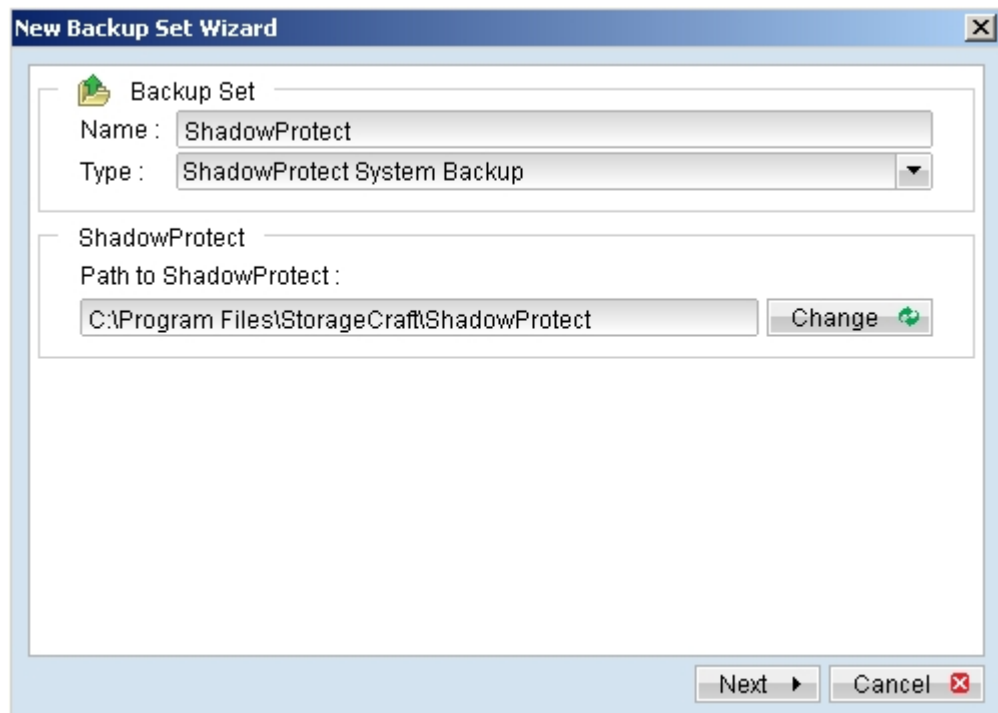 New Backup Set Wizard
Backup Set
Name : ShadowProtect
Type : ShadowProtect System Backup
ShadowProtect
Path to ShadowProtect :
C:\Program Files\StorageCraft\ShadowProtect Change
Next Cancel